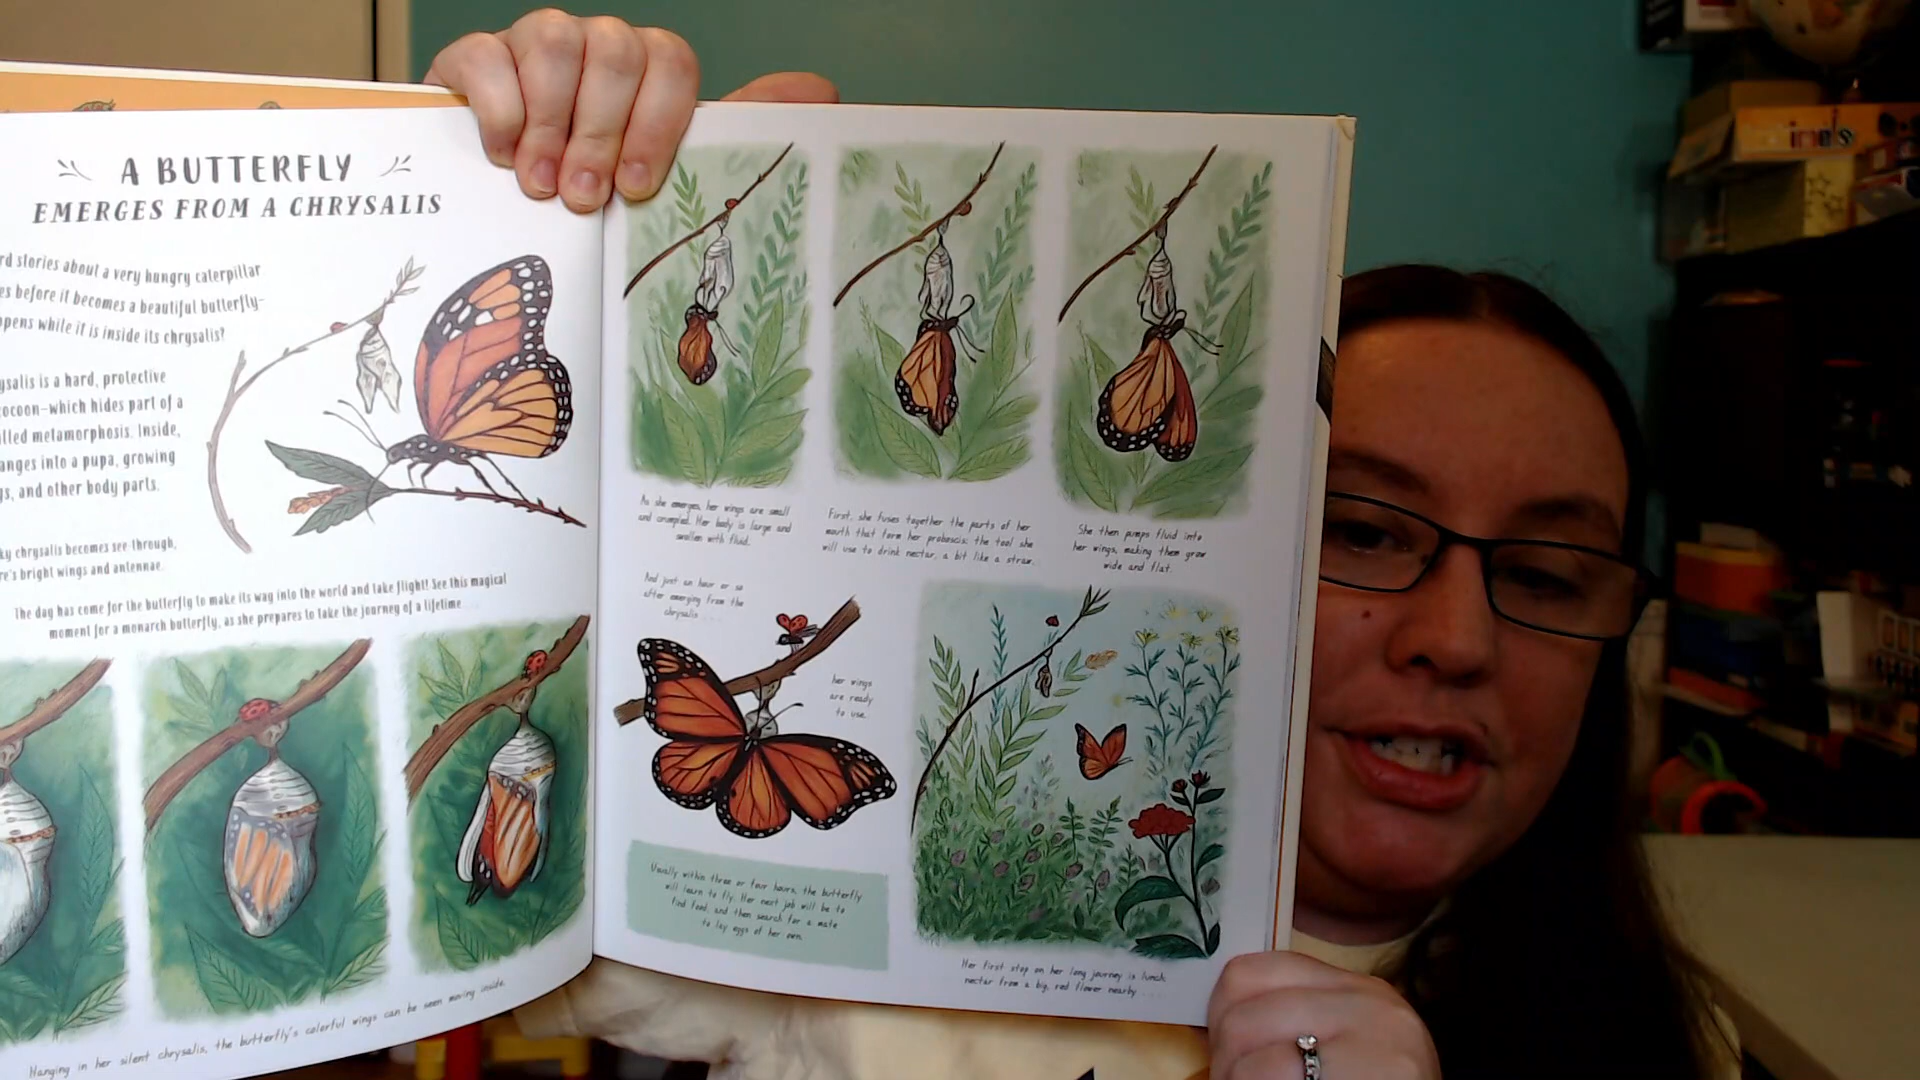 A BUTTERFLY
EMERGES FROM A CHRYSALIS
rd stories about a very hungry caterpillar
es before it becomes a beautiful butterfly—
ppens while it is inside its chrysalis?
ysalis is a hard, protective
ocoon—which hides part of a
lled metamorphosis. Inside,
anges into a pupa, growing
gs, and other body parts.
ky chrysalis becomes see-through,
re's bright wings and antennae.
The day has come for the butterfly to make its way into the world and take flight! See this magical
moment for a monarch butterfly, as she prepares to take the journey of a lifetime
Hanging in her silent chrysalis, the butterfly's colorful wings can be seen moving inside.
As she emerges, her wings are small
and crumpled. Her body is large and
swollen with fluid.
First, she fuses together the parts of her
mouth that form her proboscis: the tool she
will use to drink nectar, a bit like a straw.
She then pumps fluid into
her wings, making them grow
wide and flat.
And just an hour or so
after emerging from the
chrysalis...
her wings
are ready
to use.
Usually within three or four hours, the butterfly
will learn to fly. Her next job will be to
find food, and then search for a mate
to lay eggs of her own.
Her first stop on her long journey is lunch:
nectar from a big, red flower nearby...